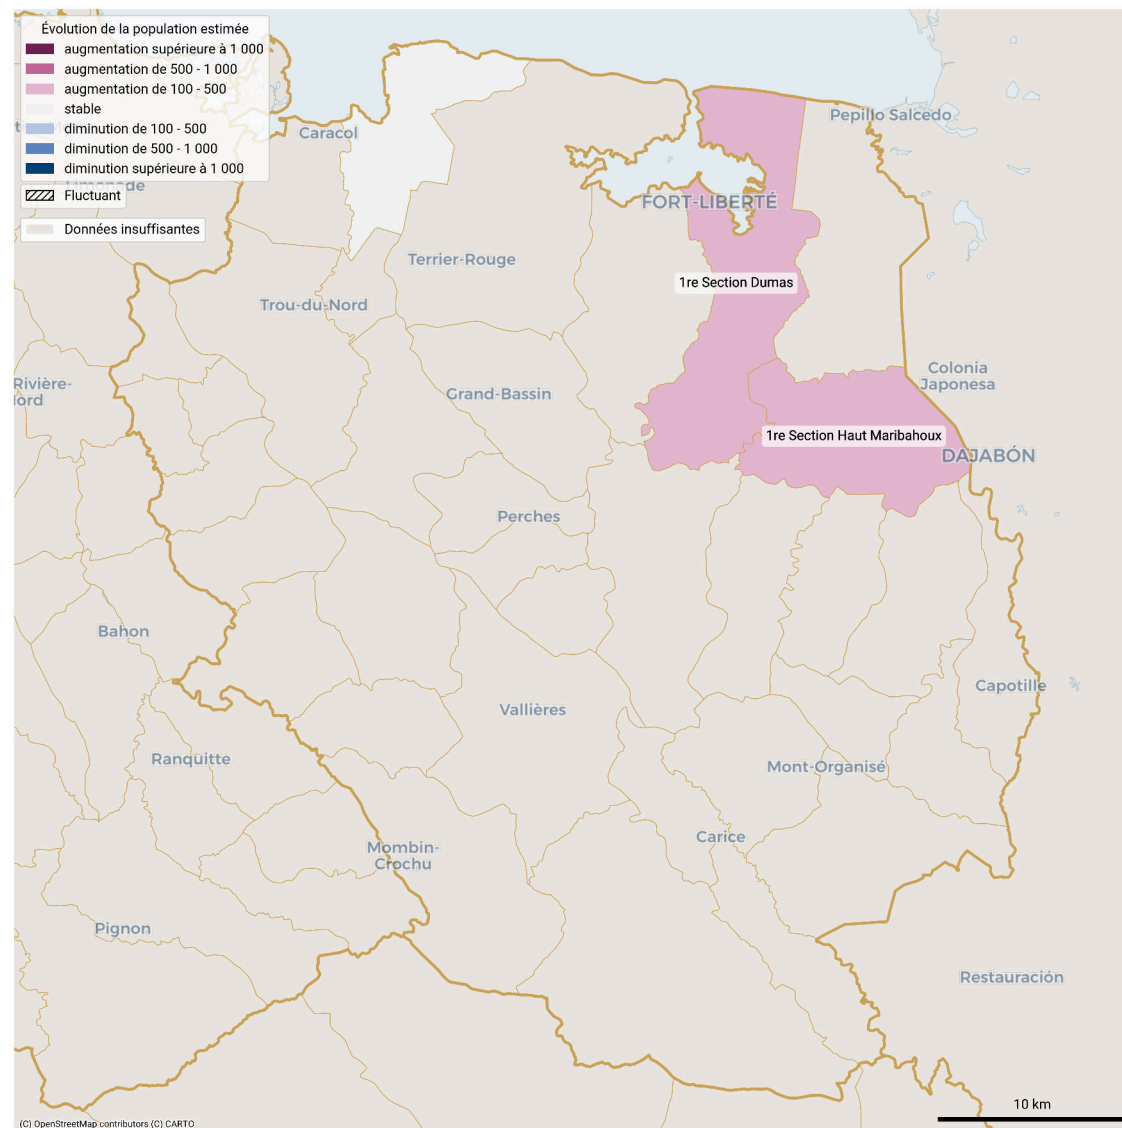 Évolution de la population estimée
augmentation supérieure à 1 000
augmentation de 500 - 1 000
augmentation de 100 - 500
stable
diminution de 100 - 500
diminution de 500 - 1 000
diminution supérieure à 1 000
Fluctuant
Données insuffisantes
Caracol
Pepillo Salcedo
FORT-LIBERTÉ
Terrier-Rouge
1re Section Dumas
Trou-du-Nord
Colonia
Japonesa
Rivière-
Grand-Bassin
1re Section Haut Maribahoux
DAJABÓN
Perches
Bahon
Capotille
Vallières
Ranquitte
Mont-Organisé
Carice
Mombin-
Crochu
Pignon
Restauración
10 km
(C) OpenStreetMap contributors (C) CARTO